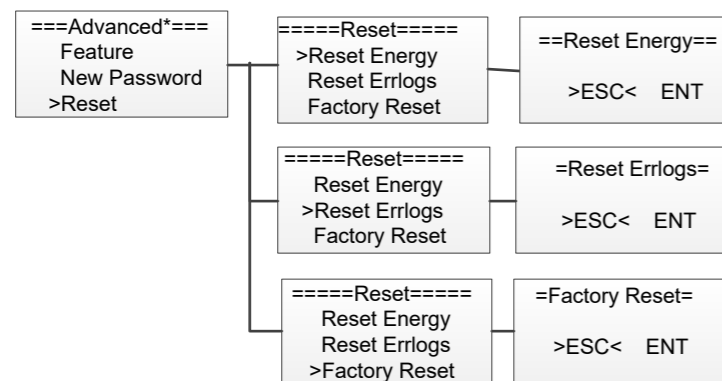 ===Advanced*===
Feature
New Password
>Reset
=====Reset=====
>Reset Energy
Reset Errlogs
Factory Reset
==Reset Energy==
>ESC< ENT
=====Reset=====
Reset Energy
>Reset Errlogs
Factory Reset
=Reset Errlogs=
>ESC< ENT
=====Reset=====
Reset Energy
Reset Errlogs
>Factory Reset
=Factory Reset=
>ESC< ENT